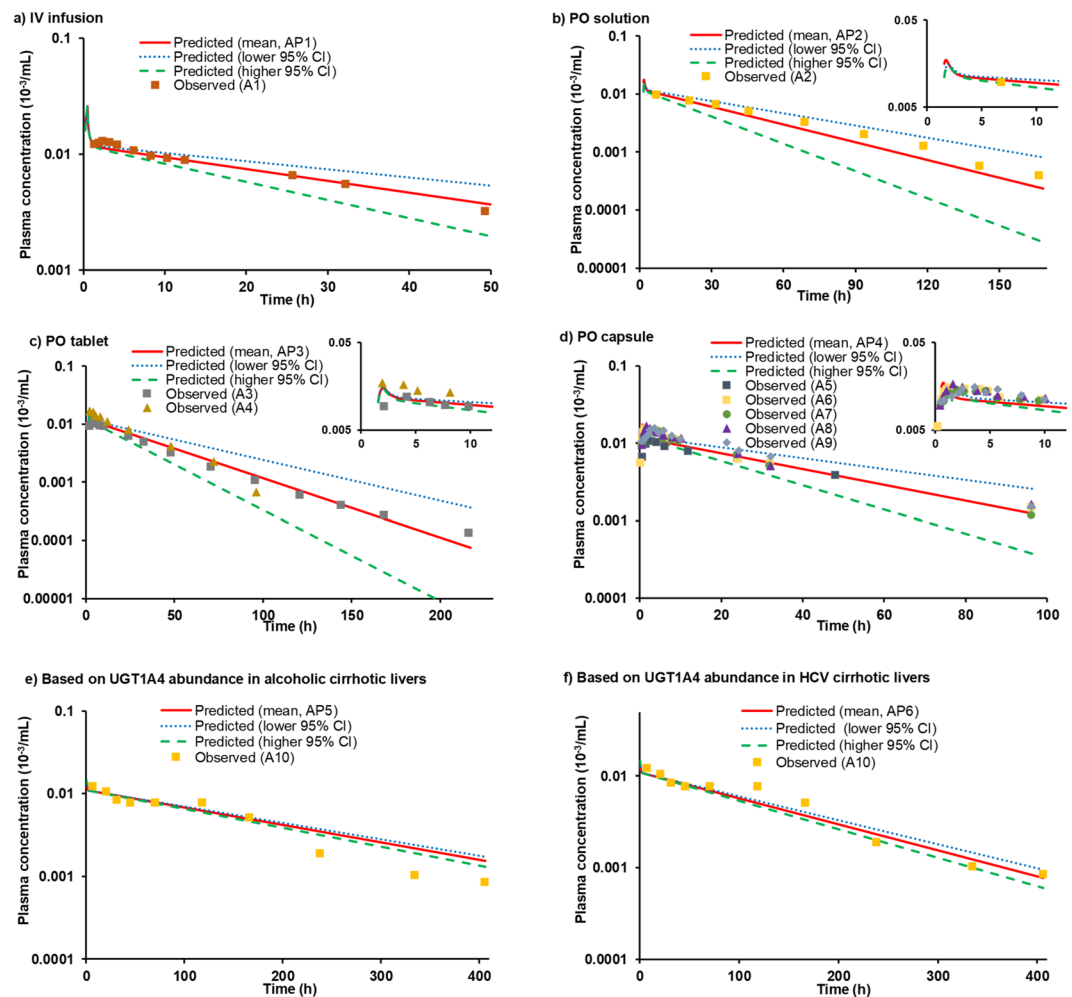 a) IV infusion
Predicted (mean, AP1)
Predicted (lower 95% CI)
Predicted (higher 95% CI)
Observed (A1)
Plasma concentration (10⁻³/mL)
0.1
0.01
0.001
0 10 20 30 40 50
Time (h)
b) PO solution
Predicted (mean, AP2)
Predicted (lower 95% CI)
Predicted (higher 95% CI)
Observed (A2)
Plasma concentration (10⁻³/mL)
0.1
0.01
0.001
0.0001
0.00001
0 30 60 90 120 150
Time (h)
0.05
0.005
0 5 10
c) PO tablet
Predicted (mean, AP3)
Predicted (lower 95% CI)
Predicted (higher 95% CI)
Observed (A3)
Observed (A4)
Plasma concentration (10⁻³/mL)
0.1
0.01
0.001
0.0001
0.00001
0 50 100 150 200
Time (h)
0.05
0.005
0 5 10
d) PO capsule
Predicted (mean, AP4)
Predicted (lower 95% CI)
Predicted (higher 95% CI)
Observed (A5)
Observed (A6)
Observed (A7)
Observed (A8)
Observed (A9)
Plasma concentration (10⁻³/mL)
0.1
0.01
0.001
0.0001
0 20 40 60 80 100
Time (h)
0.05
0.005
0 5 10
e) Based on UGT1A4 abundance in alcoholic cirrhotic livers
Predicted (mean, AP5)
Predicted (lower 95% CI)
Predicted (higher 95% CI)
Observed (A10)
Plasma concentration (10⁻³/mL)
0.1
0.01
0.001
0.0001
0 100 200 300 400
Time (h)
f) Based on UGT1A4 abundance in HCV cirrhotic livers
Predicted (mean, AP6)
Predicted (lower 95% CI)
Predicted (higher 95% CI)
Observed (A10)
Plasma concentration (10⁻³/mL)
0.1
0.01
0.001
0.0001
0 100 200 300 400
Time (h)